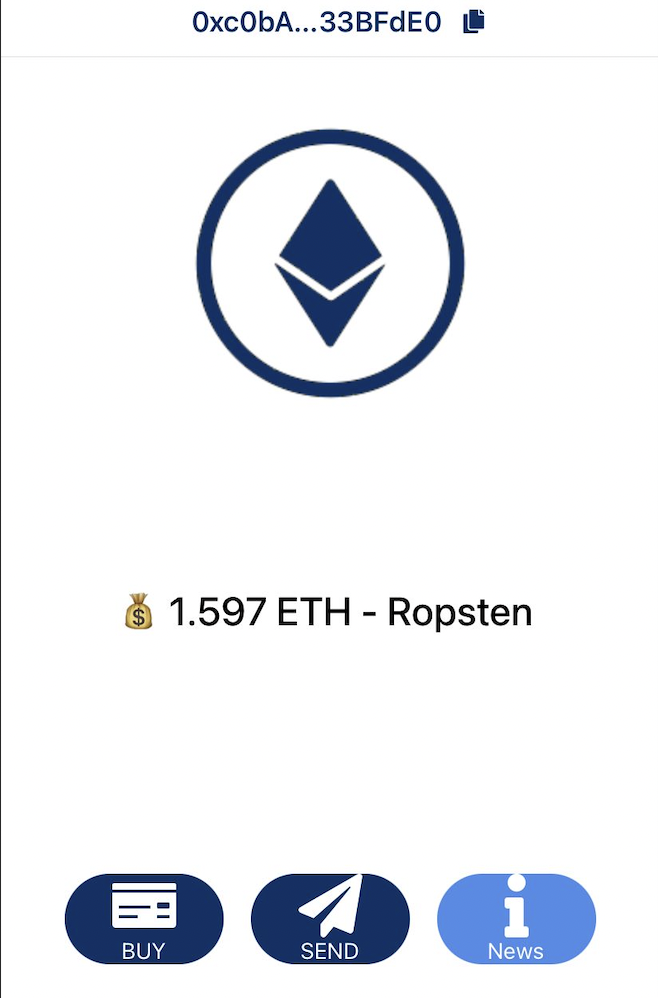 0xc0bA...33BFdE0
💰 1.597 ETH - Ropsten
BUY
SEND
News